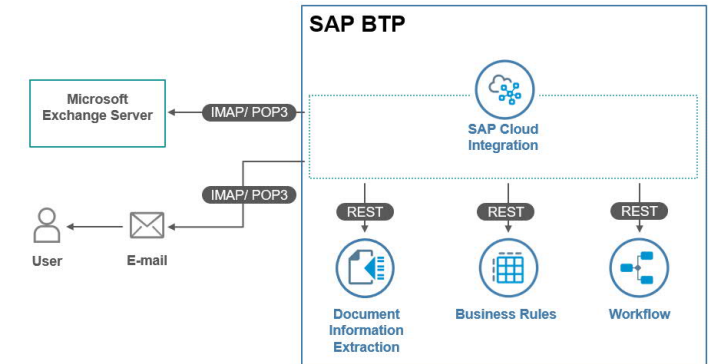 SAP BTP
Microsoft
Exchange Server
IMAP/ POP3
SAP Cloud
Integration
IMAP/ POP3
REST
REST
REST
User
E-mail
Document
Information
Extraction
Business Rules
Workflow